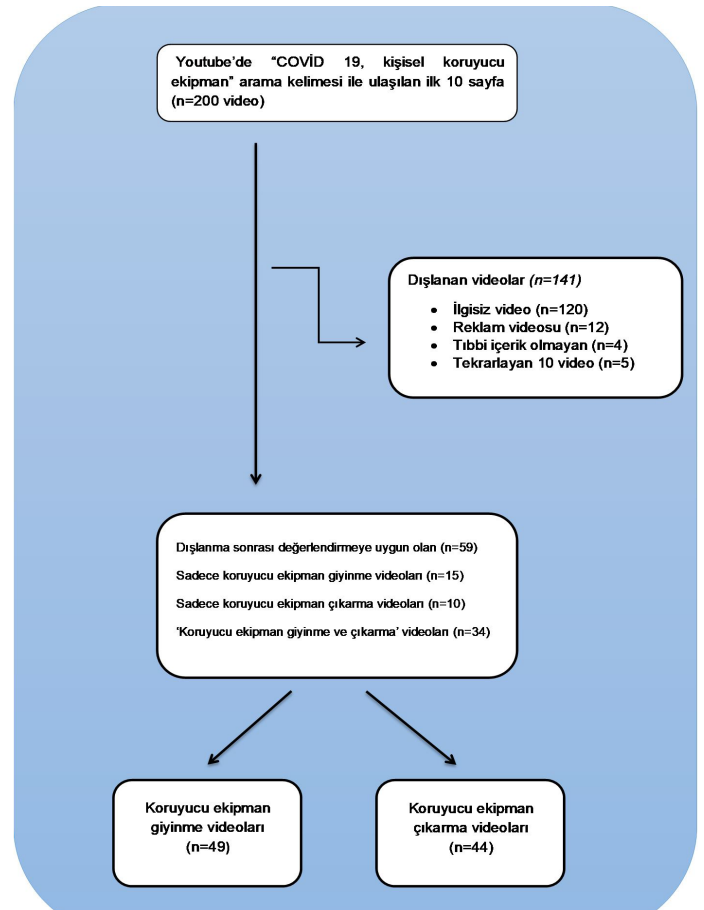 Youtube'de "COVİD 19, kişisel koruyucu
ekipman" arama kelimesi ile ulaşılan ilk 10 sayfa
(n=200 video)
Dışlanan videolar (n=141)
• İlgisiz video (n=120)
• Reklam videosu (n=12)
• Tıbbi içerik olmayan (n=4)
• Tekrarlayan 10 video (n=5)
Dışlanma sonrası değerlendirmeye uygun olan (n=59)
Sadece koruyucu ekipman giyinme videoları (n=15)
Sadece koruyucu ekipman çıkarma videoları (n=10)
'Koruyucu ekipman giyinme ve çıkarma' videoları (n=34)
Koruyucu ekipman
giyinme videoları
(n=49)
Koruyucu ekipman
çıkarma videoları
(n=44)